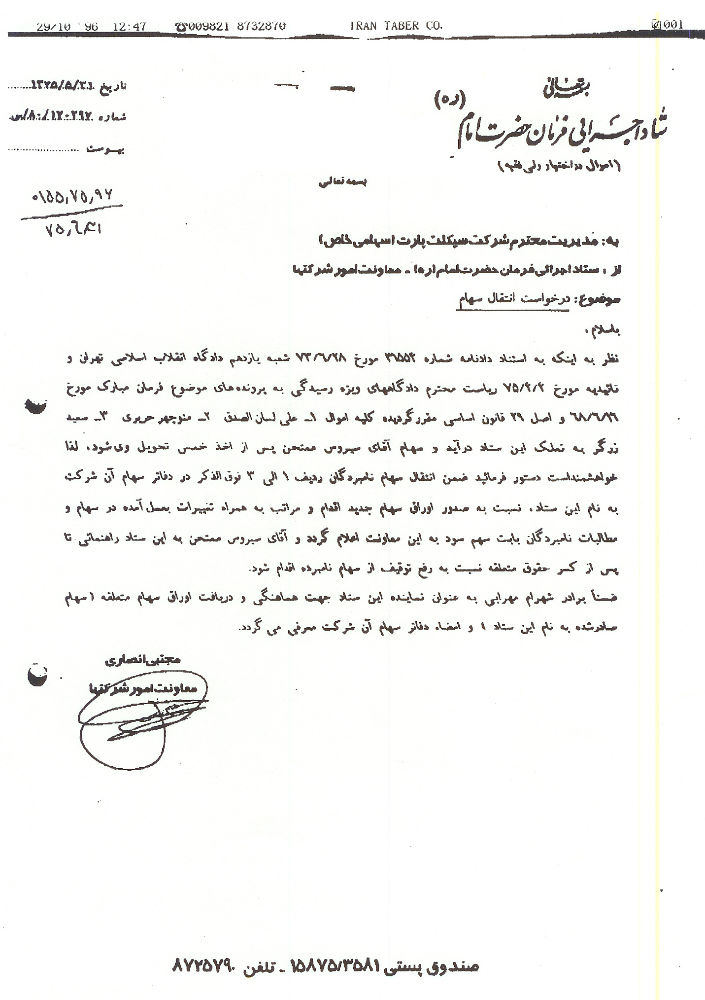 29/10 '96 12:47 ☎009821 8732870 IRAN TABER CO. 001
بسمه تعالی
ستاد اجرایی فرمان حضرت امام (ره)
(اموال در اختیار ولی فقیه)
تاریخ ۱۳۷۵/۵/۳۱
شماره ۸۰/۱۲۰۲۹۷/س
پیوست
بسمه تعالی
۰۱۵۵,۷۵,۹۷
۷۵,۶,۳۱
به: مدیریت محترم شرکت سیکلت پارت (سهامی خاص)
از : ستاد اجرائی فرمان حضرت امام (ره) ـ معاونت امور شرکتها
موضوع: درخواست انتقال سهام
باسلام،
نظر به اینکه به استناد دادنامه شماره ۳۹۵۵۲ مورخ ۷۳/۶/۲۸ شعبه یازدهم دادگاه انقلاب اسلامی تهران و
تائیدیه مورخ ۷۵/۲/۲ ریاست محترم دادگاههای ویژه رسیدگی به پرونده‌های موضوع فرمان مبارک مورخ
۶۸/۶/۲۶ و اصل ۴۹ قانون اساسی مقرر گردیده کلیه اموال ۱ـ علی لسان الصدق ۲ـ منوچهر حریری ۳ـ سعید
زرگر به تملک این ستاد درآید و سهام آقای سیروس ممتحن پس از اخذ خمس تحویل وی شود، لذا
خواهشمنداست دستور فرمائید ضمن انتقال سهام نامبردگان ردیف ۱ الی ۳ فوق الذکر در دفاتر سهام آن شرکت
به نام این ستاد، نسبت به صدور اوراق سهام جدید اقدام و مراتب به همراه تغییرات بعمل آمده در سهام و
مطالبات نامبردگان بابت سهم سود به این معاونت اعلام گردد و آقای سیروس ممتحن به این ستاد راهنمائی تا
پس از کسر حقوق متعلقه نسبت به رفع توقیف از سهام نامبرده اقدام شود.
ضمناً برادر شهرام مهرابی به عنوان نماینده این ستاد جهت هماهنگی و دریافت اوراق سهام متعلقه (سهام
صادرشده به نام این ستاد) و امضاء دفاتر سهام آن شرکت معرفی می گردد.
مجتبی انصاری
معاونت امور شرکتها
صندوق پستی ۱۵۸۷۵/۳۵۸۱ ـ تلفن ۸۷۲۵۷۹۰